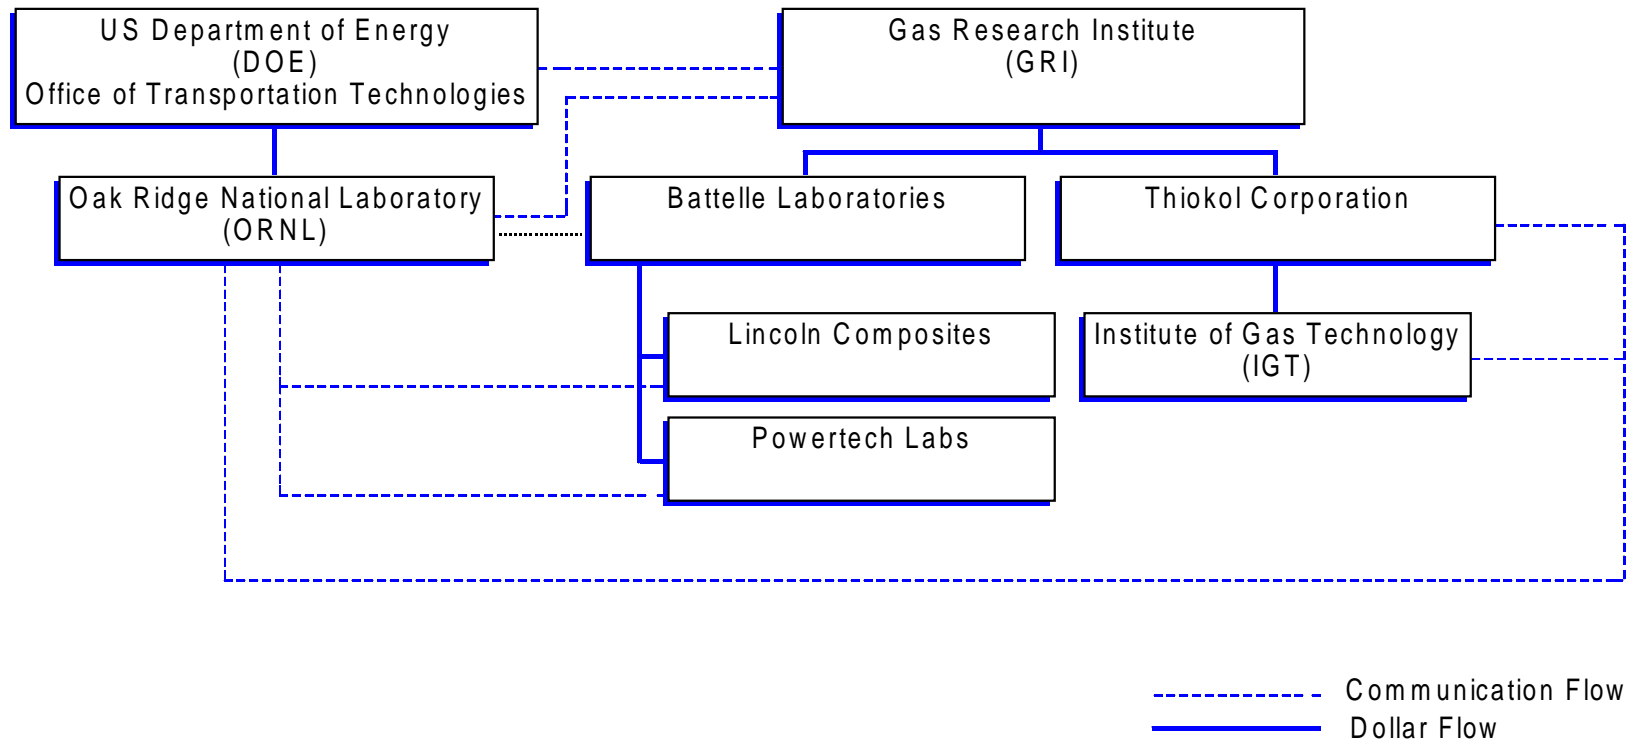 US Department of Energy
(DOE)
Office of Transportation Technologies
Gas Research Institute
(GRI)
Oak Ridge National Laboratory
(ORNL)
Battelle Laboratories
Thiokol Corporation
Lincoln Composites
Institute of Gas Technology
(IGT)
Powertech Labs
Communication Flow
Dollar Flow